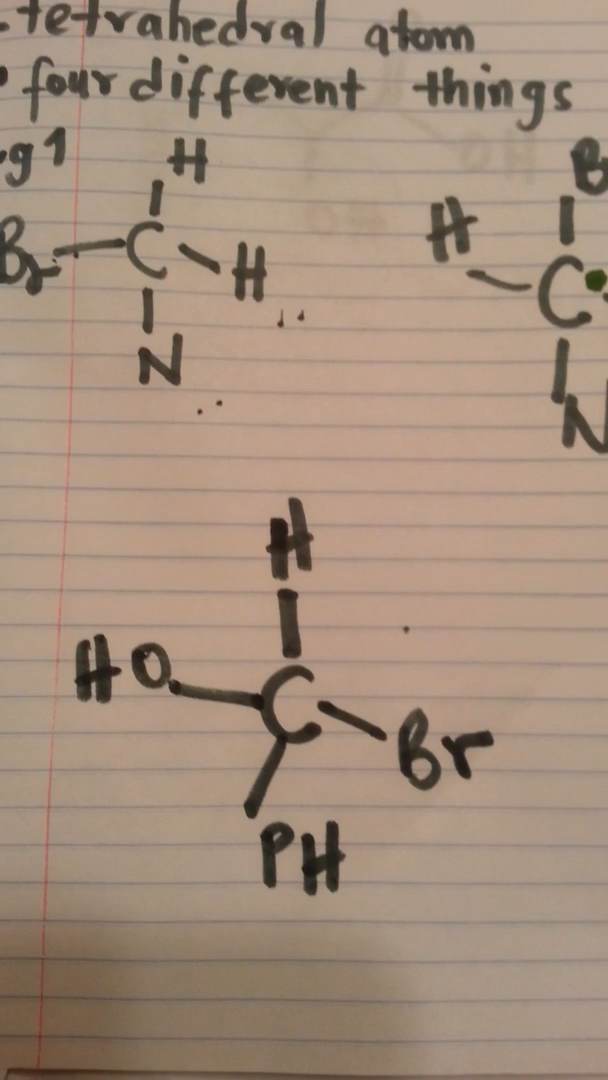 tetrahedral atom
four different things
g1
H
Br C H
N
H C
N
H
HO C Br
PH